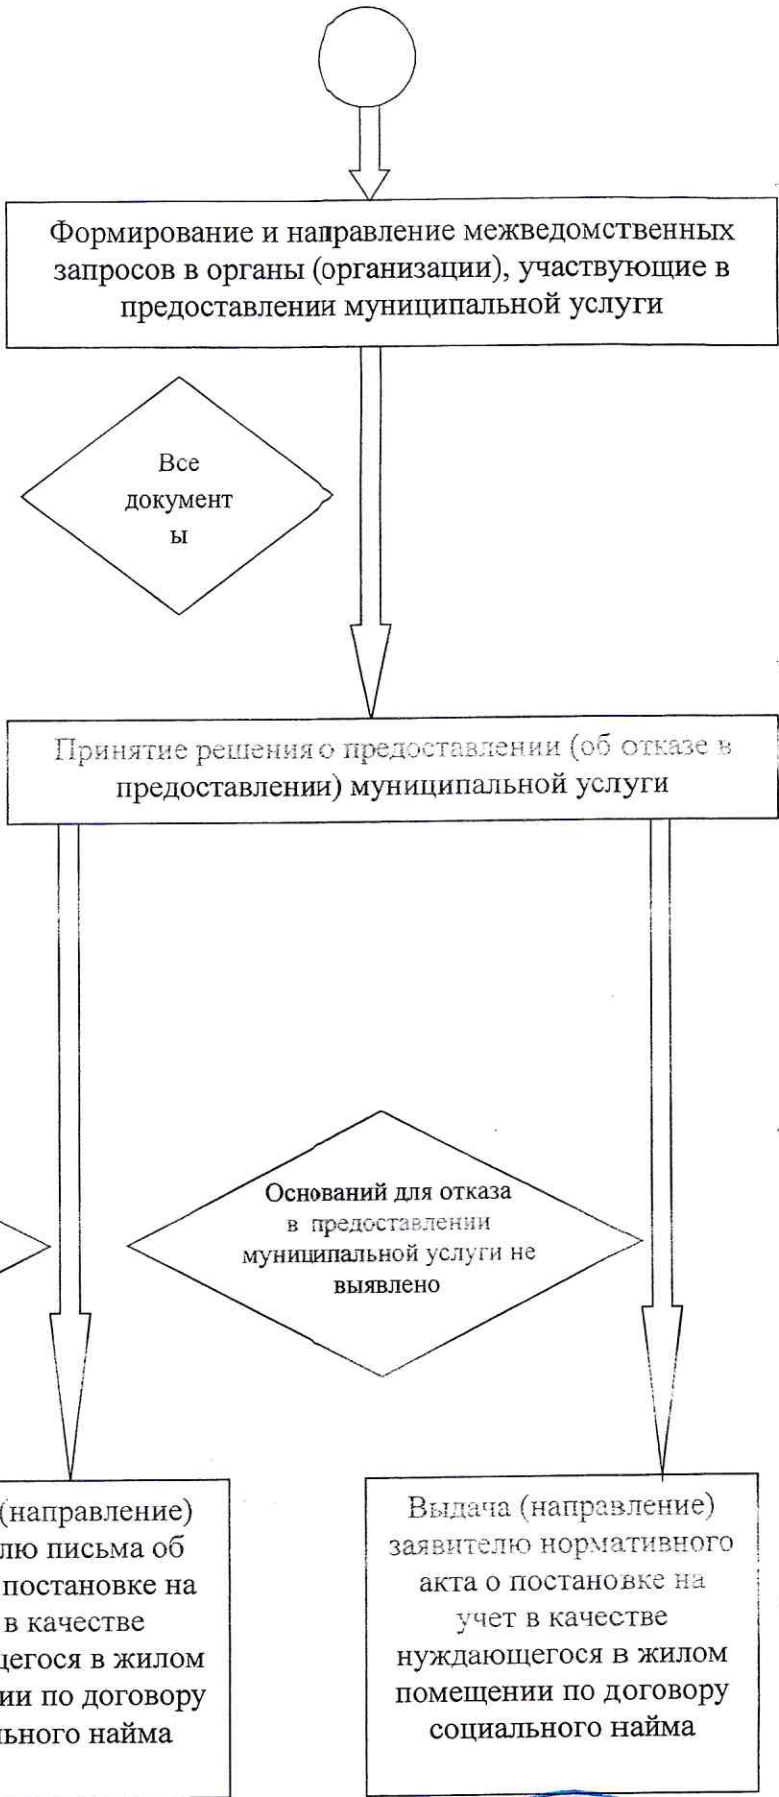 Формирование и направление межведомственных
запросов в органы (организации), участвующие в
предоставлении муниципальной услуги
Все
документ
ы
Принятие решения о предоставлении (об отказе в
предоставлении) муниципальной услуги
Оснований для отказа
в предоставлении
муниципальной услуги не
выявлено
(направление)
лю письма об
постановке на
в качестве
щегося в жилом
ии по договору
ьного найма
Выдача (направление)
заявителю нормативного
акта о постановке на
учет в качестве
нуждающегося в жилом
помещении по договору
социального найма